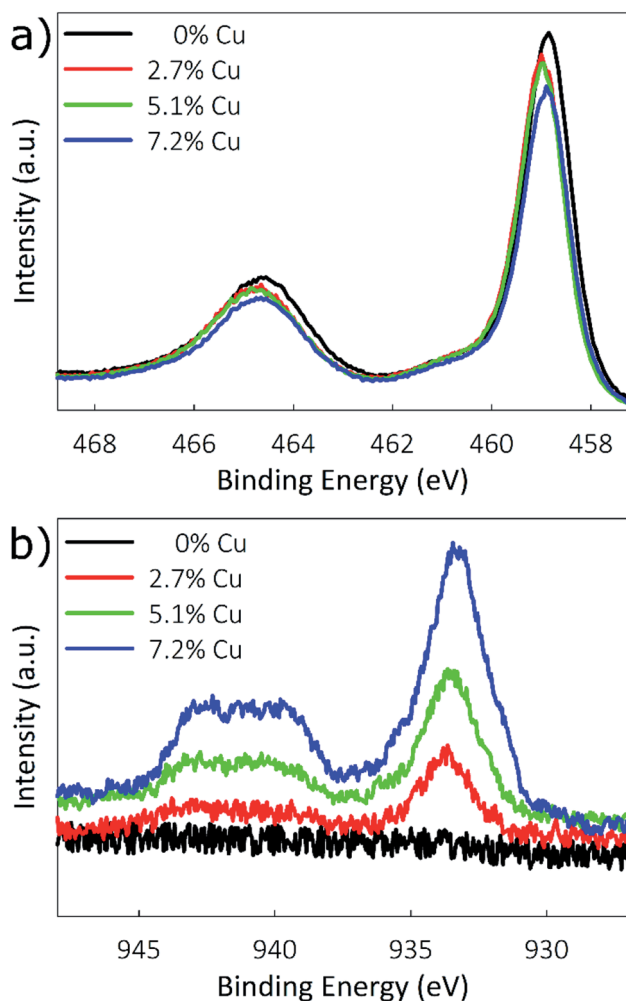 a)
0% Cu
2.7% Cu
5.1% Cu
7.2% Cu
Intensity (a.u.)
468 466 464 462 460 458
Binding Energy (eV)
b)
0% Cu
2.7% Cu
5.1% Cu
7.2% Cu
Intensity (a.u.)
945 940 935 930
Binding Energy (eV)